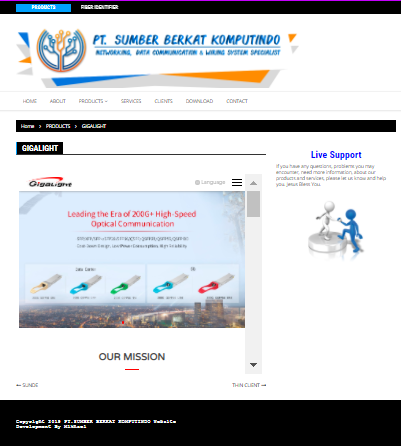 PRODUCTS FIBER IDENTIFIER
PT. SUMBER BERKAT KOMPUTINDO
NETWORKING, DATA COMMUNICATION & WIRING SYSTEM SPECIALIST
HOME ABOUT PRODUCTS SERVICES CLIENTS DOWNLOAD CONTACT
Home > PRODUCTS > GIGALIGHT
GIGALIGHT
GIGALIGHT
Language
Leading the Era of 200G+ High-Speed
Optical Communication
Data Center
OUR MISSION
← SUNDE THIN CLIENT →
Live Support
If you have any questions, problems you may
encounter, need more information, about our
products and services, please let us know and help
you. Jesus Bless You.
Copyright 2015 PT.SUMBER BERKAT KOMPUTINDO Website
Development By